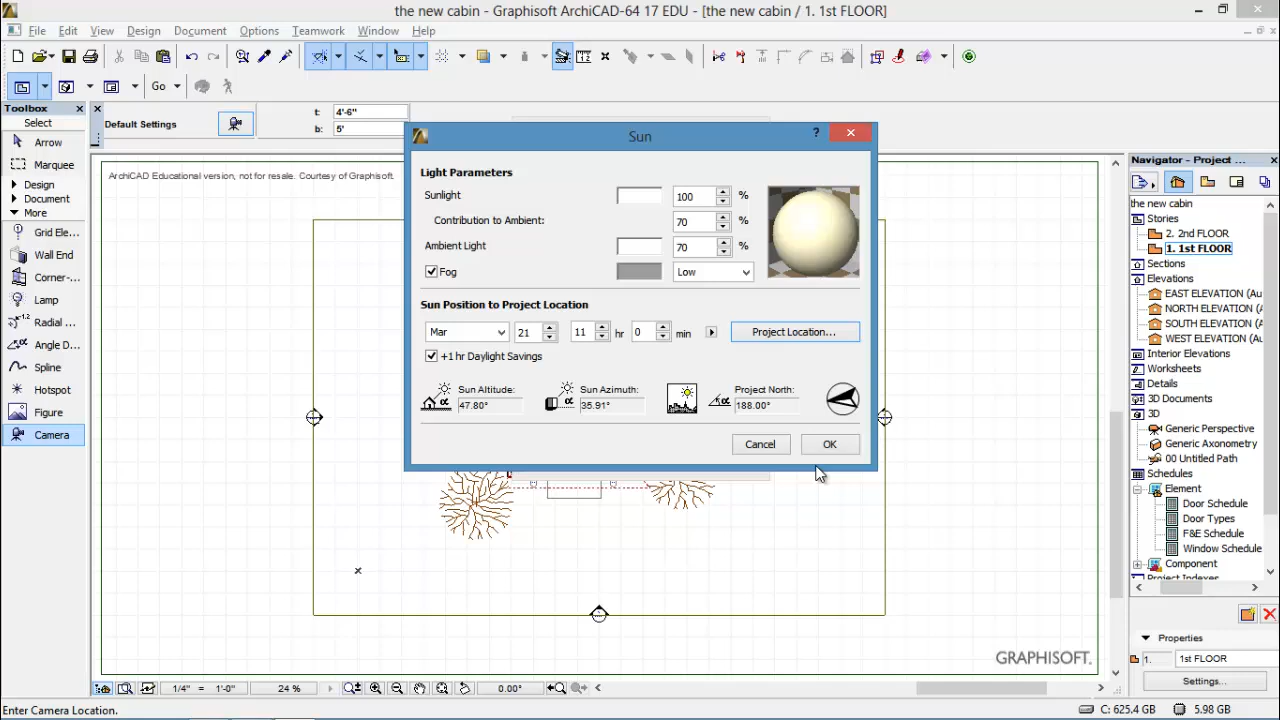 the new cabin - Graphisoft ArchiCAD-64 17 EDU - [the new cabin / 1. 1st FLOOR]
File Edit View Design Document Options Teamwork Window Help
Go
Toolbox
Select
Arrow
Marquee
Design
Document
More
Grid Ele...
Wall End
Corner-...
Lamp
Radial ...
Angle D...
Spline
Hotspot
Figure
Camera
Default Settings
t: 4'-6"
b: 5'
ArchiCAD Educational version, not for resale. Courtesy of Graphisoft.
Sun
?
Light Parameters
Sunlight 100 %
Contribution to Ambient: 70 %
Ambient Light 70 %
Fog Low
Sun Position to Project Location
Mar 21 11 hr 0 min Project Location...
+1 hr Daylight Savings
Sun Altitude: 47.80°
Sun Azimuth: 35.91°
Project North: 188.00°
Cancel OK
GRAPHISOFT.
Navigator - Project ...
the new cabin
Stories
2. 2nd FLOOR
1. 1st FLOOR
Sections
Elevations
EAST ELEVATION (Au
NORTH ELEVATION (A
SOUTH ELEVATION (A
WEST ELEVATION (Au
Interior Elevations
Worksheets
Details
3D Documents
3D
Generic Perspective
Generic Axonometry
00 Untitled Path
Schedules
Element
Door Schedule
Door Types
F&E Schedule
Window Schedule
Component
Project Indexes
Properties
1. 1st FLOOR
Settings...
1/4" = 1'-0" 24 % 0.00°
Enter Camera Location.
C: 625.4 GB 5.98 GB